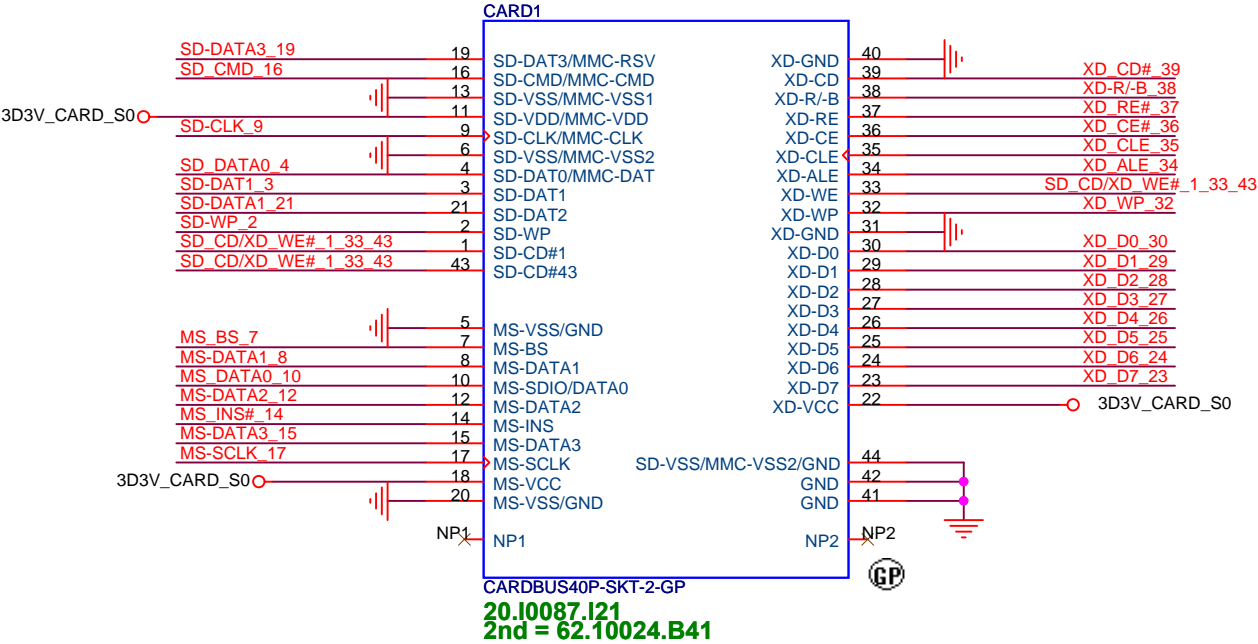 CARD1
SD-DATA3_19 19 SD-DAT3/MMC-RSV XD-GND 40
SD_CMD_16 16 SD-CMD/MMC-CMD XD-CD 39 XD_CD#_39
13 SD-VSS/MMC-VSS1 XD-R/-B 38 XD-R/-B_38
3D3V_CARD_S0 11 SD-VDD/MMC-VDD XD-RE 37 XD_RE#_37
SD-CLK_9 9 SD-CLK/MMC-CLK XD-CE 36 XD_CE#_36
6 SD-VSS/MMC-VSS2 XD-CLE 35 XD_CLE_35
SD_DATA0_4 4 SD-DAT0/MMC-DAT XD-ALE 34 XD_ALE_34
SD-DAT1_3 3 SD-DAT1 XD-WE 33 SD_CD/XD_WE#_1_33_43
SD-DATA1_21 21 SD-DAT2 XD-WP 32 XD_WP_32
SD-WP_2 2 SD-WP XD-GND 31
SD_CD/XD_WE#_1_33_43 1 SD-CD#1 XD-D0 30 XD_D0_30
SD_CD/XD_WE#_1_33_43 43 SD-CD#43 XD-D1 29 XD_D1_29
XD-D2 28 XD_D2_28
XD-D3 27 XD_D3_27
5 MS-VSS/GND XD-D4 26 XD_D4_26
MS_BS_7 7 MS-BS XD-D5 25 XD_D5_25
MS-DATA1_8 8 MS-DATA1 XD-D6 24 XD_D6_24
MS_DATA0_10 10 MS-SDIO/DATA0 XD-D7 23 XD_D7_23
MS-DATA2_12 12 MS-DATA2 XD-VCC 22 3D3V_CARD_S0
MS_INS#_14 14 MS-INS
MS-DATA3_15 15 MS-DATA3
MS-SCLK_17 17 MS-SCLK SD-VSS/MMC-VSS2/GND 44
3D3V_CARD_S0 18 MS-VCC GND 42
20 MS-VSS/GND GND 41
NP1 NP1 NP2 NP2
GP
CARDBUS40P-SKT-2-GP
20.I0087.I21
2nd = 62.10024.B41